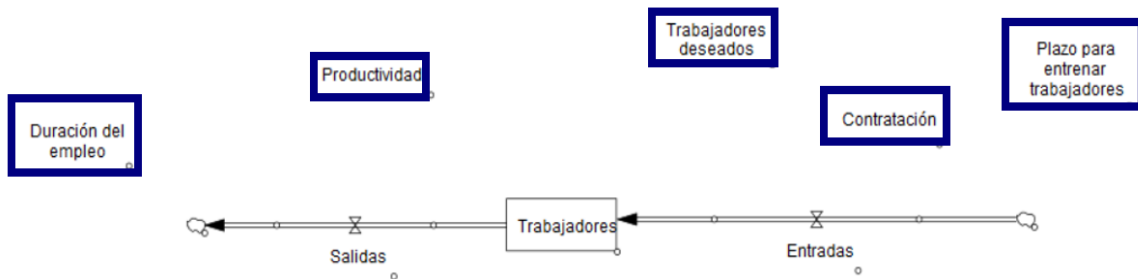 Trabajadores
deseados
Plazo para
entrenar
trabajadores
Productividad
Contratación
Duración del
empleo
Trabajadores
Salidas
Entradas